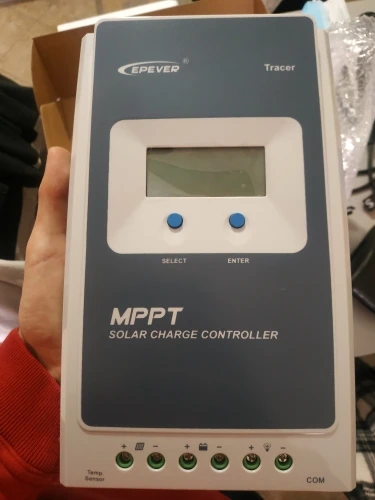 EPEVER®
Tracer
SELECT
ENTER
MPPT
SOLAR CHARGE CONTROLLER
+ - + - + -
Temp.
Sensor
COM